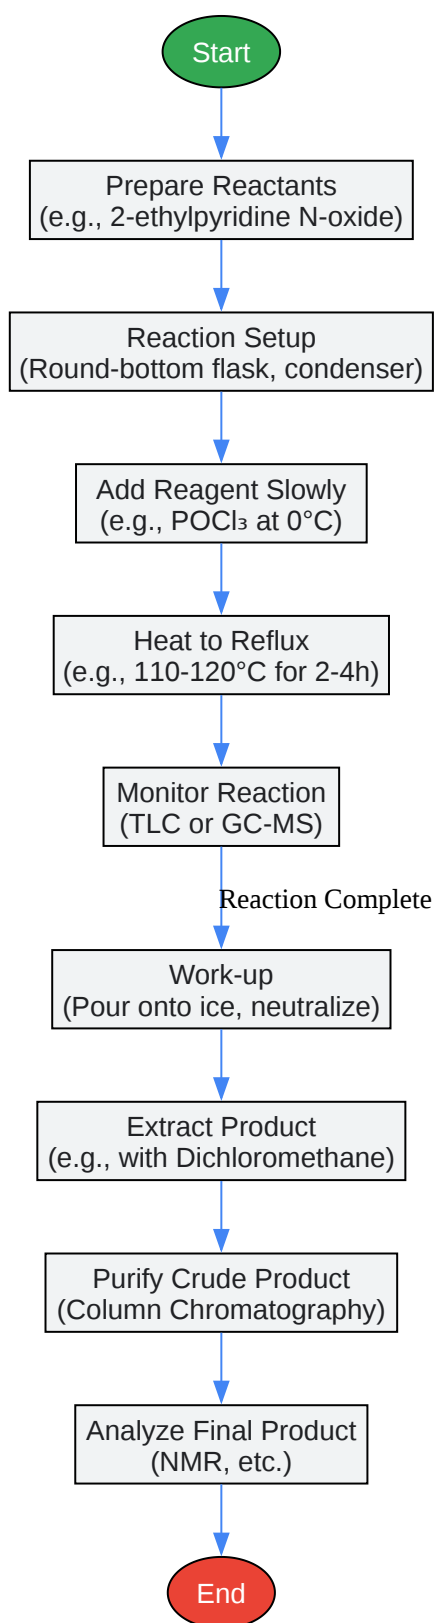 Start
Prepare Reactants
(e.g., 2-ethylpyridine N-oxide)
Reaction Setup
(Round-bottom flask, condenser)
Add Reagent Slowly
(e.g., POCl₃ at 0°C)
Heat to Reflux
(e.g., 110-120°C for 2-4h)
Monitor Reaction
(TLC or GC-MS)
Reaction Complete
Work-up
(Pour onto ice, neutralize)
Extract Product
(e.g., with Dichloromethane)
Purify Crude Product
(Column Chromatography)
Analyze Final Product
(NMR, etc.)
End